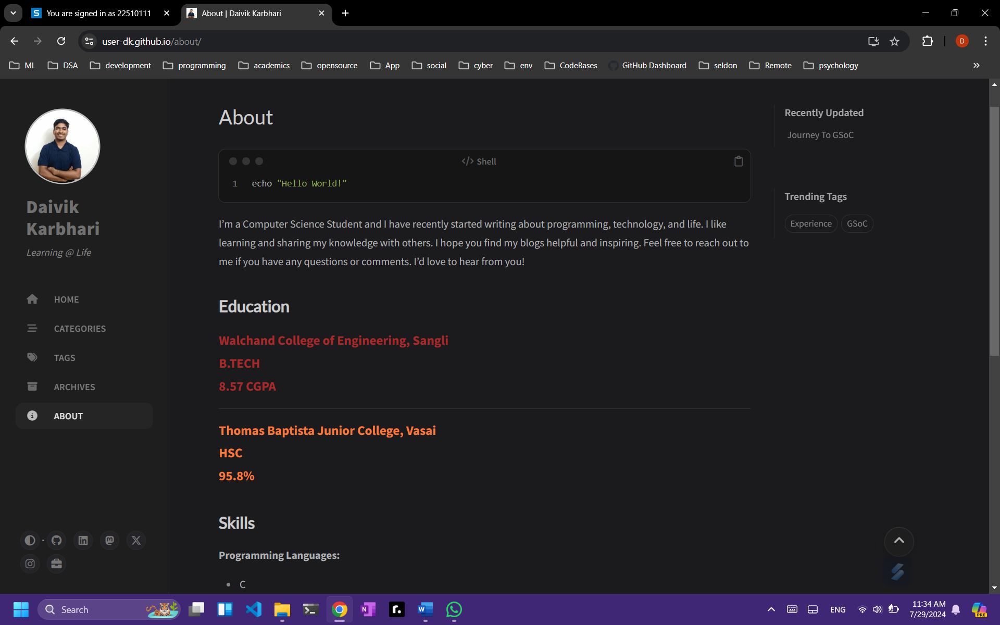 You are signed in as 22510111
About | Daivik Karbhari
user-dk.github.io/about/
D
ML
DSA
development
programming
academics
opensource
App
social
cyber
env
CodeBases
GitHub Dashboard
seldon
Remote
psychology
Daivik
Karbhari
Learning @ Life
HOME
CATEGORIES
TAGS
ARCHIVES
ABOUT
About
</> Shell
1 echo "Hello World!"
I’m a Computer Science Student and I have recently started writing about programming, technology, and life. I like
learning and sharing my knowledge with others. I hope you find my blogs helpful and inspiring. Feel free to reach out to
me if you have any questions or comments. I’d love to hear from you!
Education
Walchand College of Engineering, Sangli
B.TECH
8.57 CGPA
Thomas Baptista Junior College, Vasai
HSC
95.8%
Skills
Programming Languages:
• C
Recently Updated
Journey To GSoC
Trending Tags
Experience
GSoC
Search
ENG
11:34 AM
7/29/2024
PRE